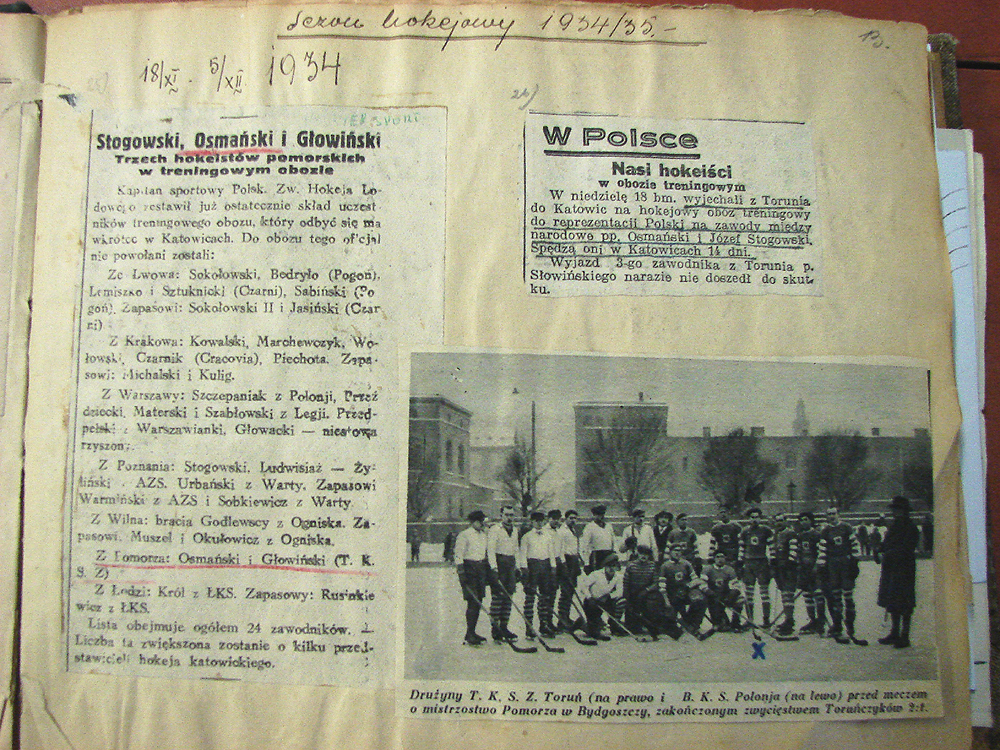 Sezon hokejowy 1934/35.-
13.
18/XI - 5/XII 1934
Stogowski, Osmański i Głowiński
Trzech hokeistów pomorskich
w treningowym obozie
Kapitan sportowy Polsk. Zw. Hokeja Lo-
dowego zestawił już ostatecznie skład uczest-
ników treningowego obozu, który odbyć się ma
wkrótce w Katowicach. Do obozu tego oficjal
nie powołani zostali:
Ze Lwowa: Sokołowski, Bedryło (Pogoń),
Lemiszko i Sztuknicki (Czarni), Sabiński (Po
goń). Zapasowi: Sokołowski II i Jasiński (Czar
ni)
Z Krakowa: Kowalski, Marchewczyk, Wo-
łowski, Czarnik (Cracovia), Piechota. Zapa-
sowi: Michalski i Kulig.
Z Warszawy: Szczepaniak z Polonji, Przeź
dziecki, Materski i Szabłowski z Legji, Przed-
pełski z Warszawianki, Głowacki — niestowa
rzyszony.
Z Poznania: Stogowski, Ludwisiaż — Ży-
liński . AZS. Urbański z Warty. Zapasowi
Warmiński z AZS i Sobkiewicz z Warty.
Z Wilna: bracia Godlewscy z Ogniska. Za-
pasowi. Muszel i Okułowicz z Ogniska.
Z Pomorza: Osmański i Głowiński (T. K.
S. Z)
Z Łodzi: Król z ŁKS. Zapasowy: Rusinkie
wicz z ŁKS.
Lista obejmuje ogółem 24 zawodników.
Liczba ta zwiększona zostanie o kilku przed-
stawicieli hokeja katowickiego.
W Polsce
Nasi hokeiści
w obozie treningowym
W niedzielę 18 bm. wyjechali z Torunia
do Katowic na hokejowy obóz treningowy
do reprezentacji Polski na zawody między
narodowe pp. Osmański i Józef Stogowski.
Spędzą oni w Katowicach 14 dni.
Wyjazd 3-go zawodnika z Torunia p.
Słowińskiego narazie nie doszedł do skut
ku.
X
Drużyny T. K. S. Z. Toruń (na prawo i B. K. S. Polonja (na lewo) przed meczem
o mistrzostwo Pomorza w Bydgoszczy, zakończonym zwycięstwem Toruńczyków 2:1.